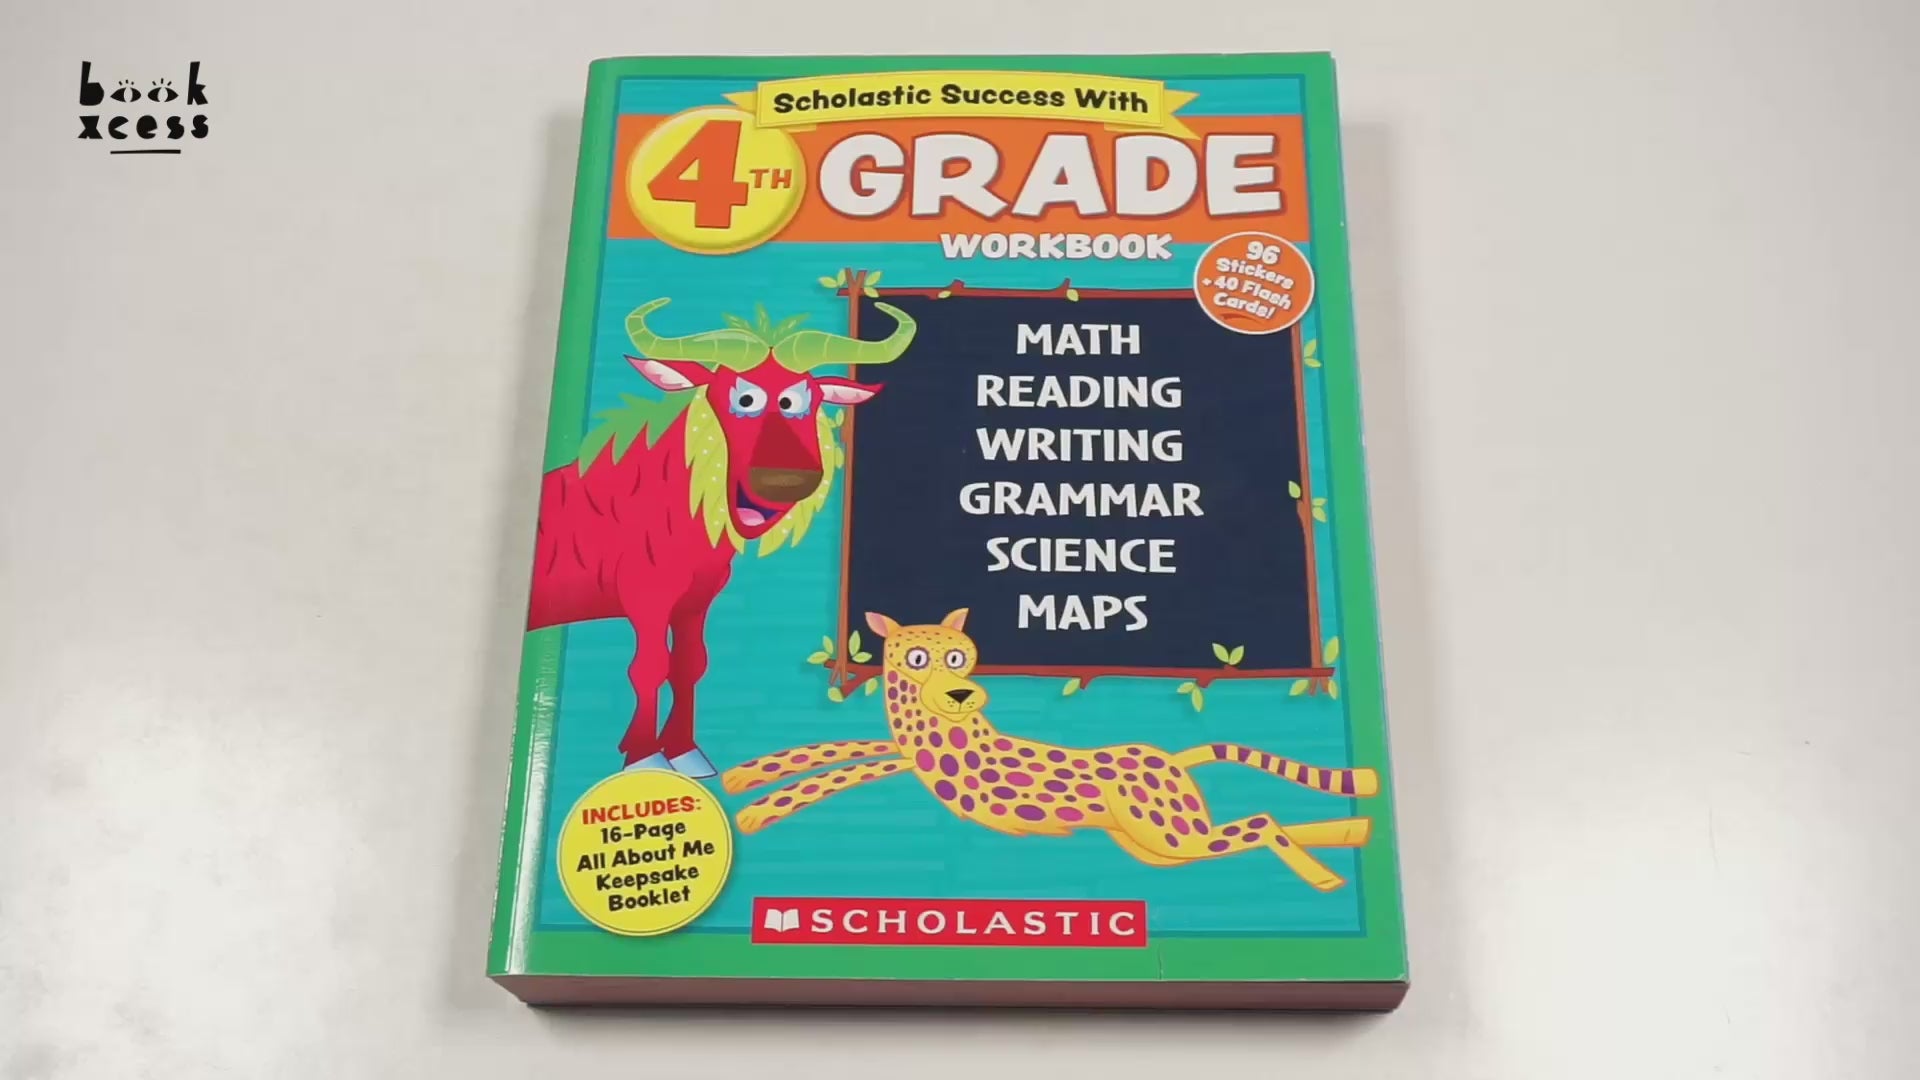 book
xcess
Scholastic Success With
4TH GRADE
WORKBOOK
96
Stickers
+ 40 Flash
Cards!
MATH
READING
WRITING
GRAMMAR
SCIENCE
MAPS
INCLUDES:
16-Page
All About Me
Keepsake
Booklet
SCHOLASTIC